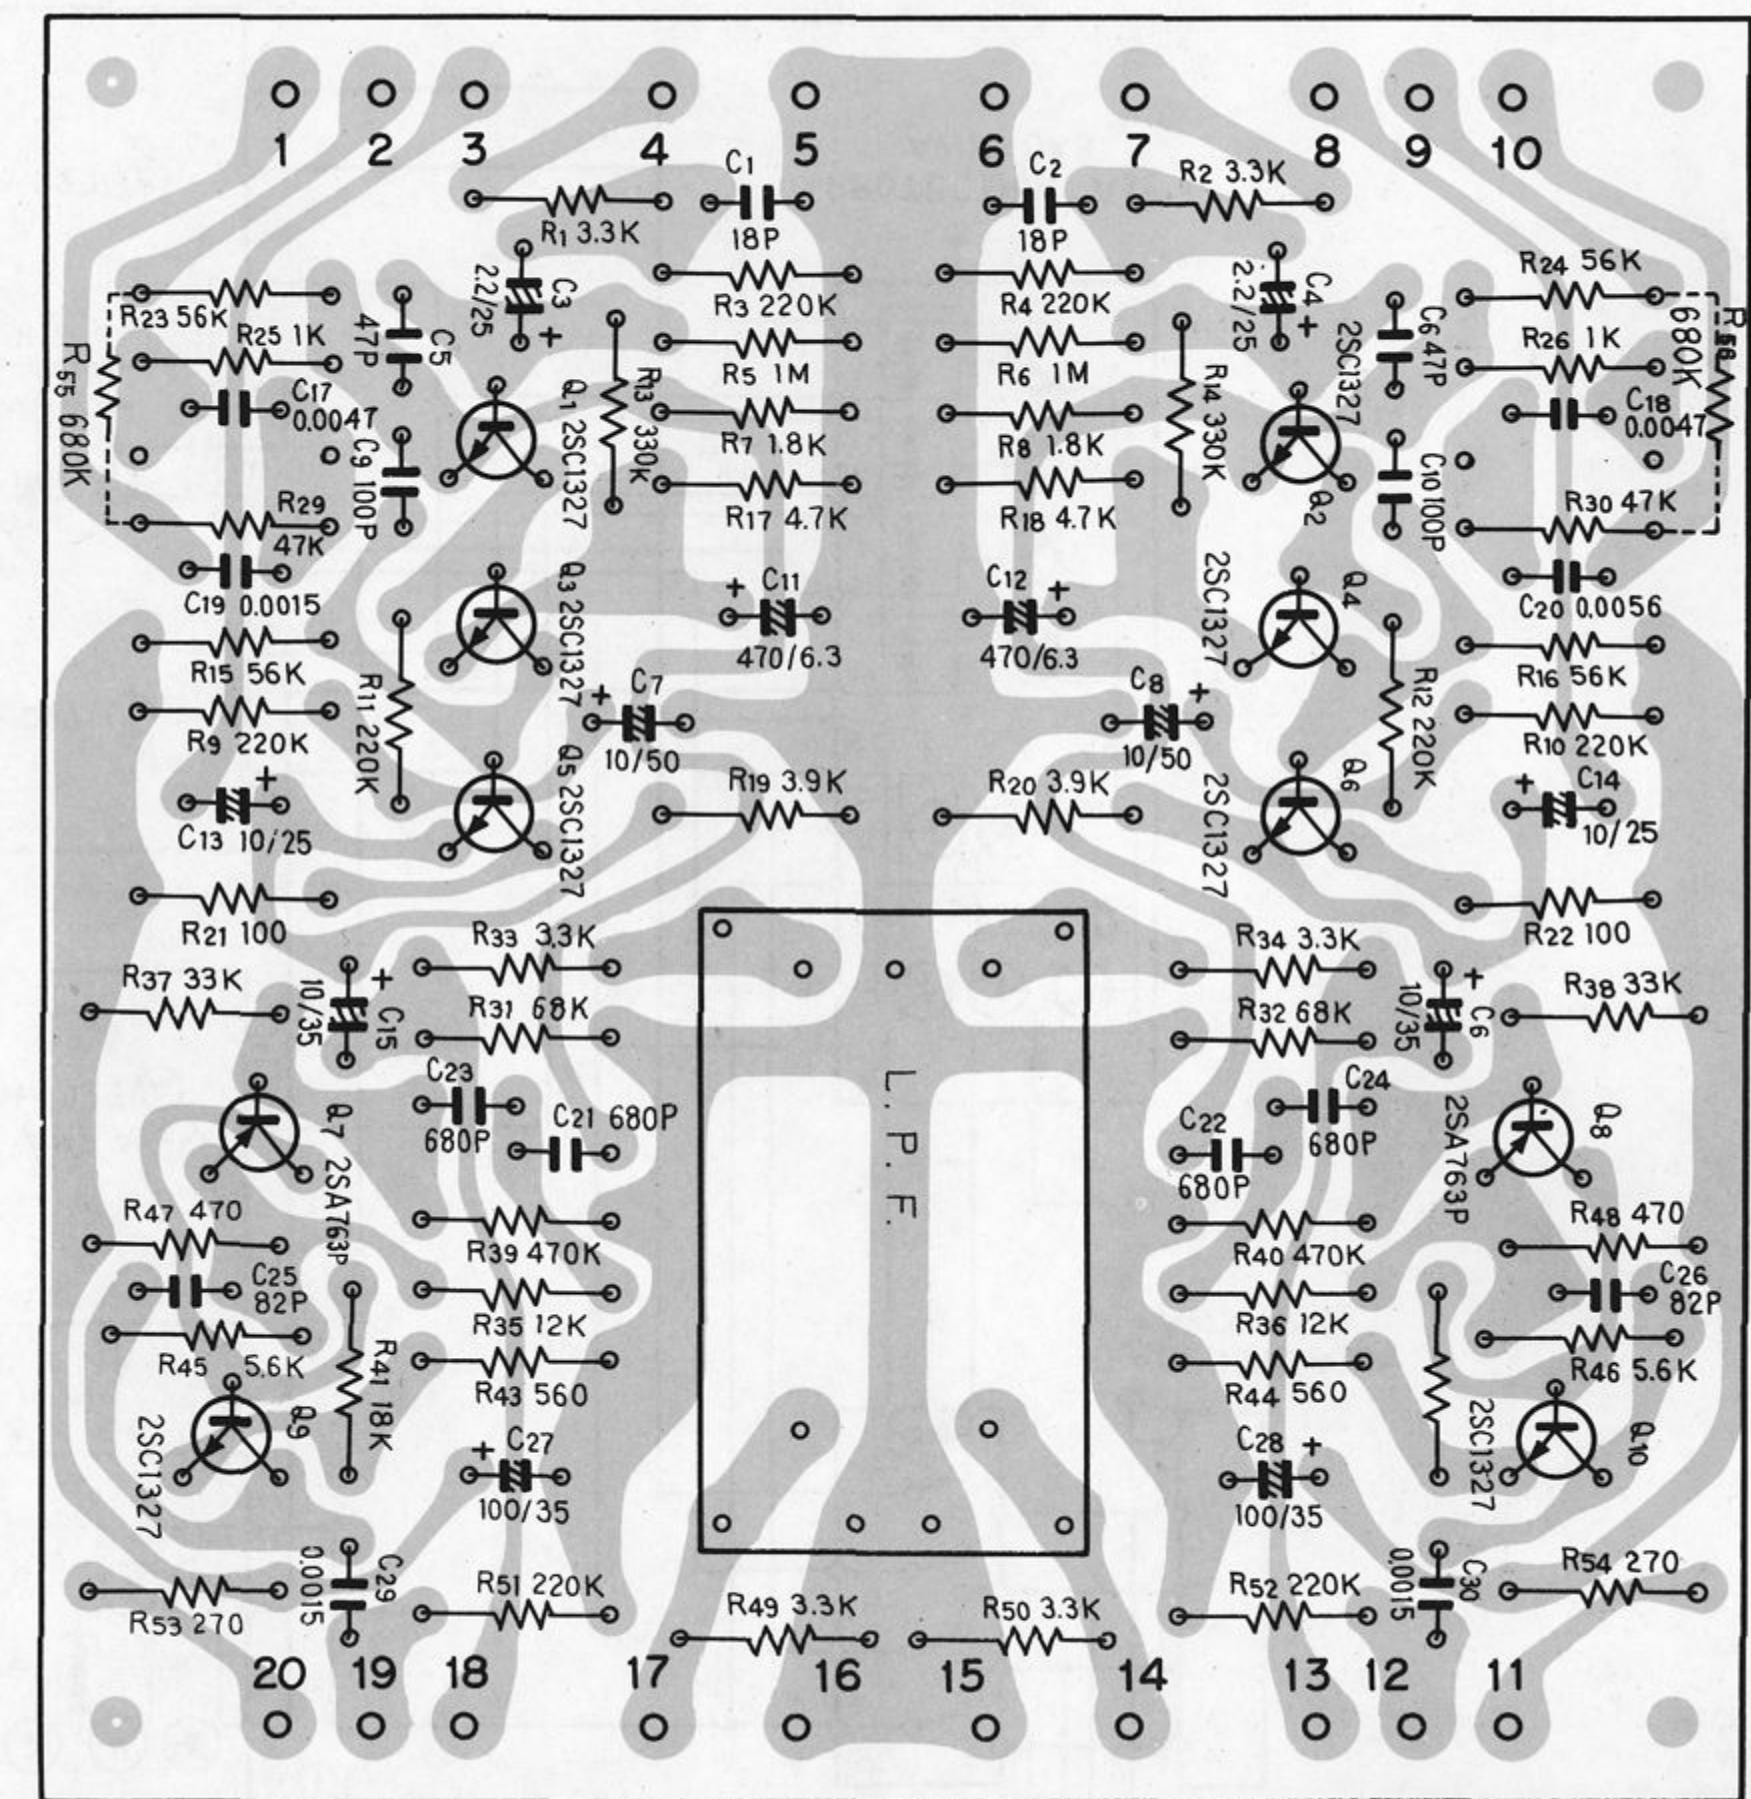 1 2 3 4 5 6 7 8 9 10
C1
18P
C2
18P
R2 3.3K
R1 3.3K
2.2/25
C3
+
R3 220K
R4 220K
2.2/25
C4
+
R24 56K
R23 56K
R25 1K
47P
C5
R5 1M
R6 1M
2SC1327
C6 47P
R26 1K
680K
R55 680K
C17
0.0047
Q1 2SC1327
R13 330K
R7 1.8K
R8 1.8K
R14 330K
Q2
C18
0.0047
C9 100P
C10 100P
R29
47K
R17 4.7K
R18 4.7K
R30 47K
C19 0.0015
Q3 2SC1327
+ C11
470/6.3
C12 +
470/6.3
2SC1327
Q4
C20 0.0056
R15 56K
R11 220K
+ C7
10/50
C8 +
10/50
R12 220K
R16 56K
R9 220K
R10 220K
+
C13 10/25
Q5 2SC1327
R19 3.9K
R20 3.9K
2SC1327
Q6
+ C14
10/25
R21 100
R33 3.3K
R34 3.3K
R22 100
R37 33K
10/35
+
C15
R31 68K
R32 68K
10/35
+
C6
R38 33K
C23
680P
C21 680P
L.P.F.
C22
680P
C24
680P
Q7 2SA763P
2SA763P
Q8
R47 470
R39 470K
R40 470K
R48 470
C25
82P
R35 12K
R36 12K
C26
82P
R45 5.6K
R41 18K
R43 560
R44 560
R46 5.6K
2SC1327
Q9
+ C27
100/35
C28 +
100/35
2SC1327
Q10
0.0015
C29
R51 220K
R49 3.3K
R50 3.3K
R52 220K
0.0015
C30
R54 270
R53 270
20 19 18 17 16 15 14 13 12 11